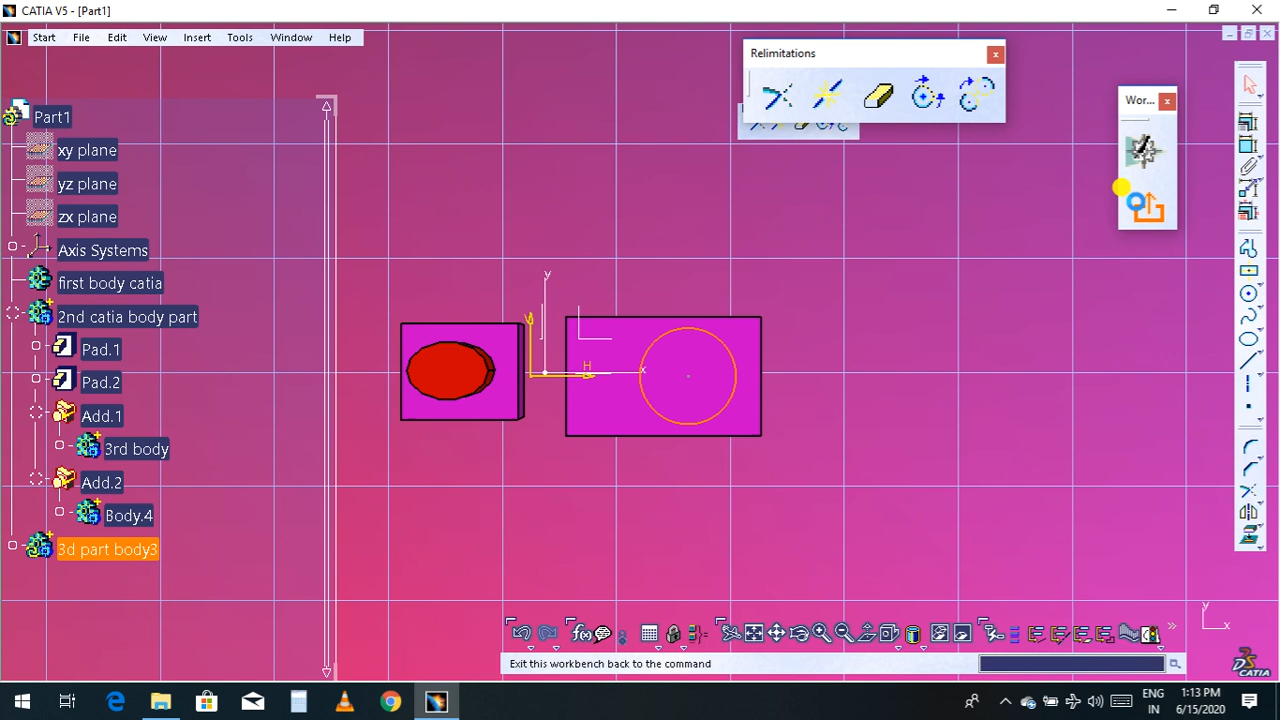 CATIA V5 - [Part1]
Start File Edit View Insert Tools Window Help
Relimitations
Wor...
Part1
xy plane
yz plane
zx plane
Axis Systems
first body catia
2nd catia body part
Pad.1
Pad.2
Add.1
3rd body
Add.2
Body.4
3d part body3
y
V
H
x
y
x
f(x)
Exit this workbench back to the command
CATIA
ENG
IN
1:13 PM
6/15/2020